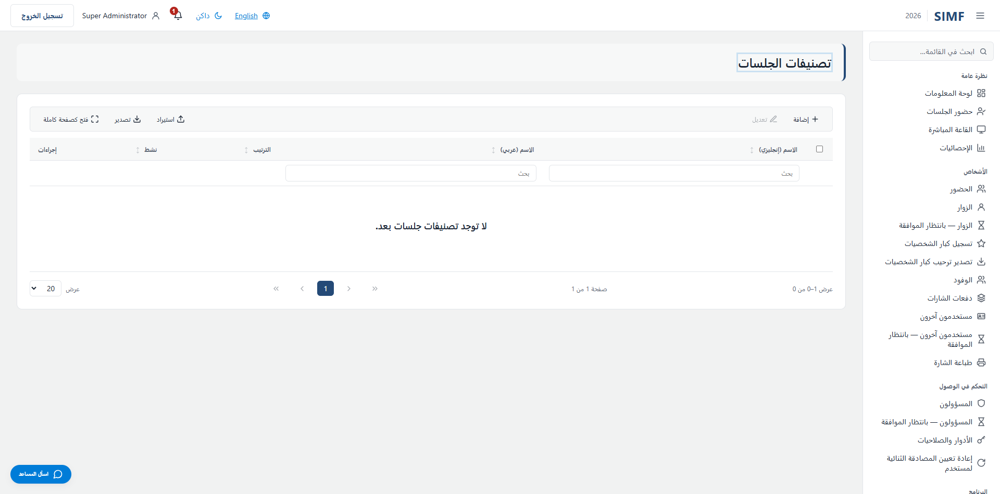 SIMF
2026
English
داكن
1
Super Administrator
تسجيل الخروج
ابحث في القائمة...
نظرة عامة
لوحة المعلومات
حضور الجلسات
القاعة المباشرة
الإحصائيات
الأشخاص
الحضور
الزوار
الزوار — بانتظار الموافقة
تسجيل كبار الشخصيات
تصدير ترحيب كبار الشخصيات
الوفود
دفعات الشارات
مستخدمون آخرون
مستخدمون آخرون — بانتظار
الموافقة
طباعة الشارة
التحكم في الوصول
المسؤولون
المسؤولون — بانتظار الموافقة
الأدوار والصلاحيات
إعادة تعيين المصادقة الثنائية
لمستخدم
البرنامج
تصنيفات الجلسات
إضافة
تعديل
استيراد
تصدير
فتح كصفحة كاملة
الاسم (إنجليزي)
الاسم (عربي)
الترتيب
نشط
إجراءات
بحث
بحث
لا توجد تصنيفات جلسات بعد.
عرض 1–0 من 0
صفحة 1 من 1
1
عرض
20
اسأل المساعد